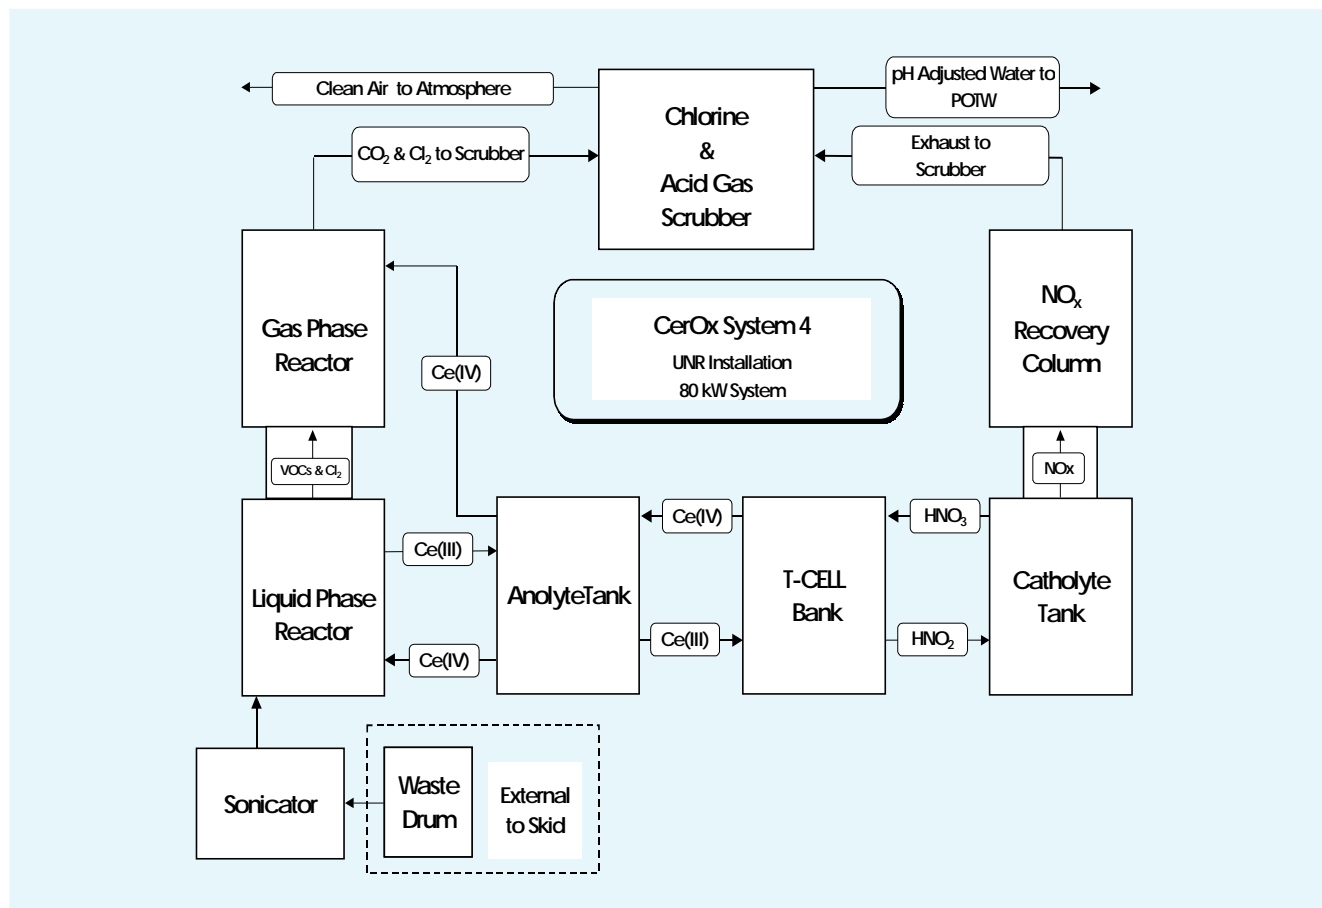 Clean Air to Atmosphere
pH Adjusted Water to
POTW
Chlorine
&
Acid Gas
Scrubber
CO₂ & Cl₂ to Scrubber
Exhaust to
Scrubber
Gas Phase
Reactor
Ce(IV)
CerOx System 4
UNR Installation
80 kW System
NOₓ
Recovery
Column
VOCs & Cl₂
NOx
Ce(III)
Ce(IV)
HNO₃
Liquid Phase
Reactor
AnolyteTank
T-CELL
Bank
Catholyte
Tank
Ce(IV)
Ce(III)
HNO₂
Sonicator
Waste
Drum
External
to Skid